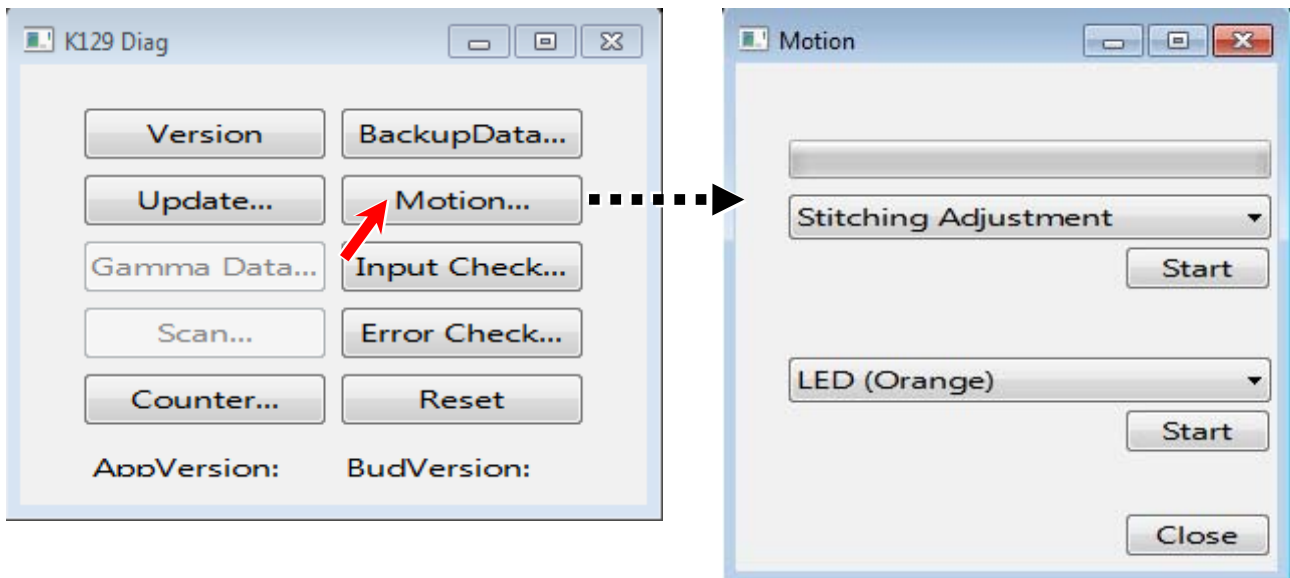 K129 Diag
Version
BackupData...
Update...
Motion...
Gamma Data...
Input Check...
Scan...
Error Check...
Counter...
Reset
AppVersion:
BudVersion:
Motion
Stitching Adjustment
Start
LED (Orange)
Start
Close